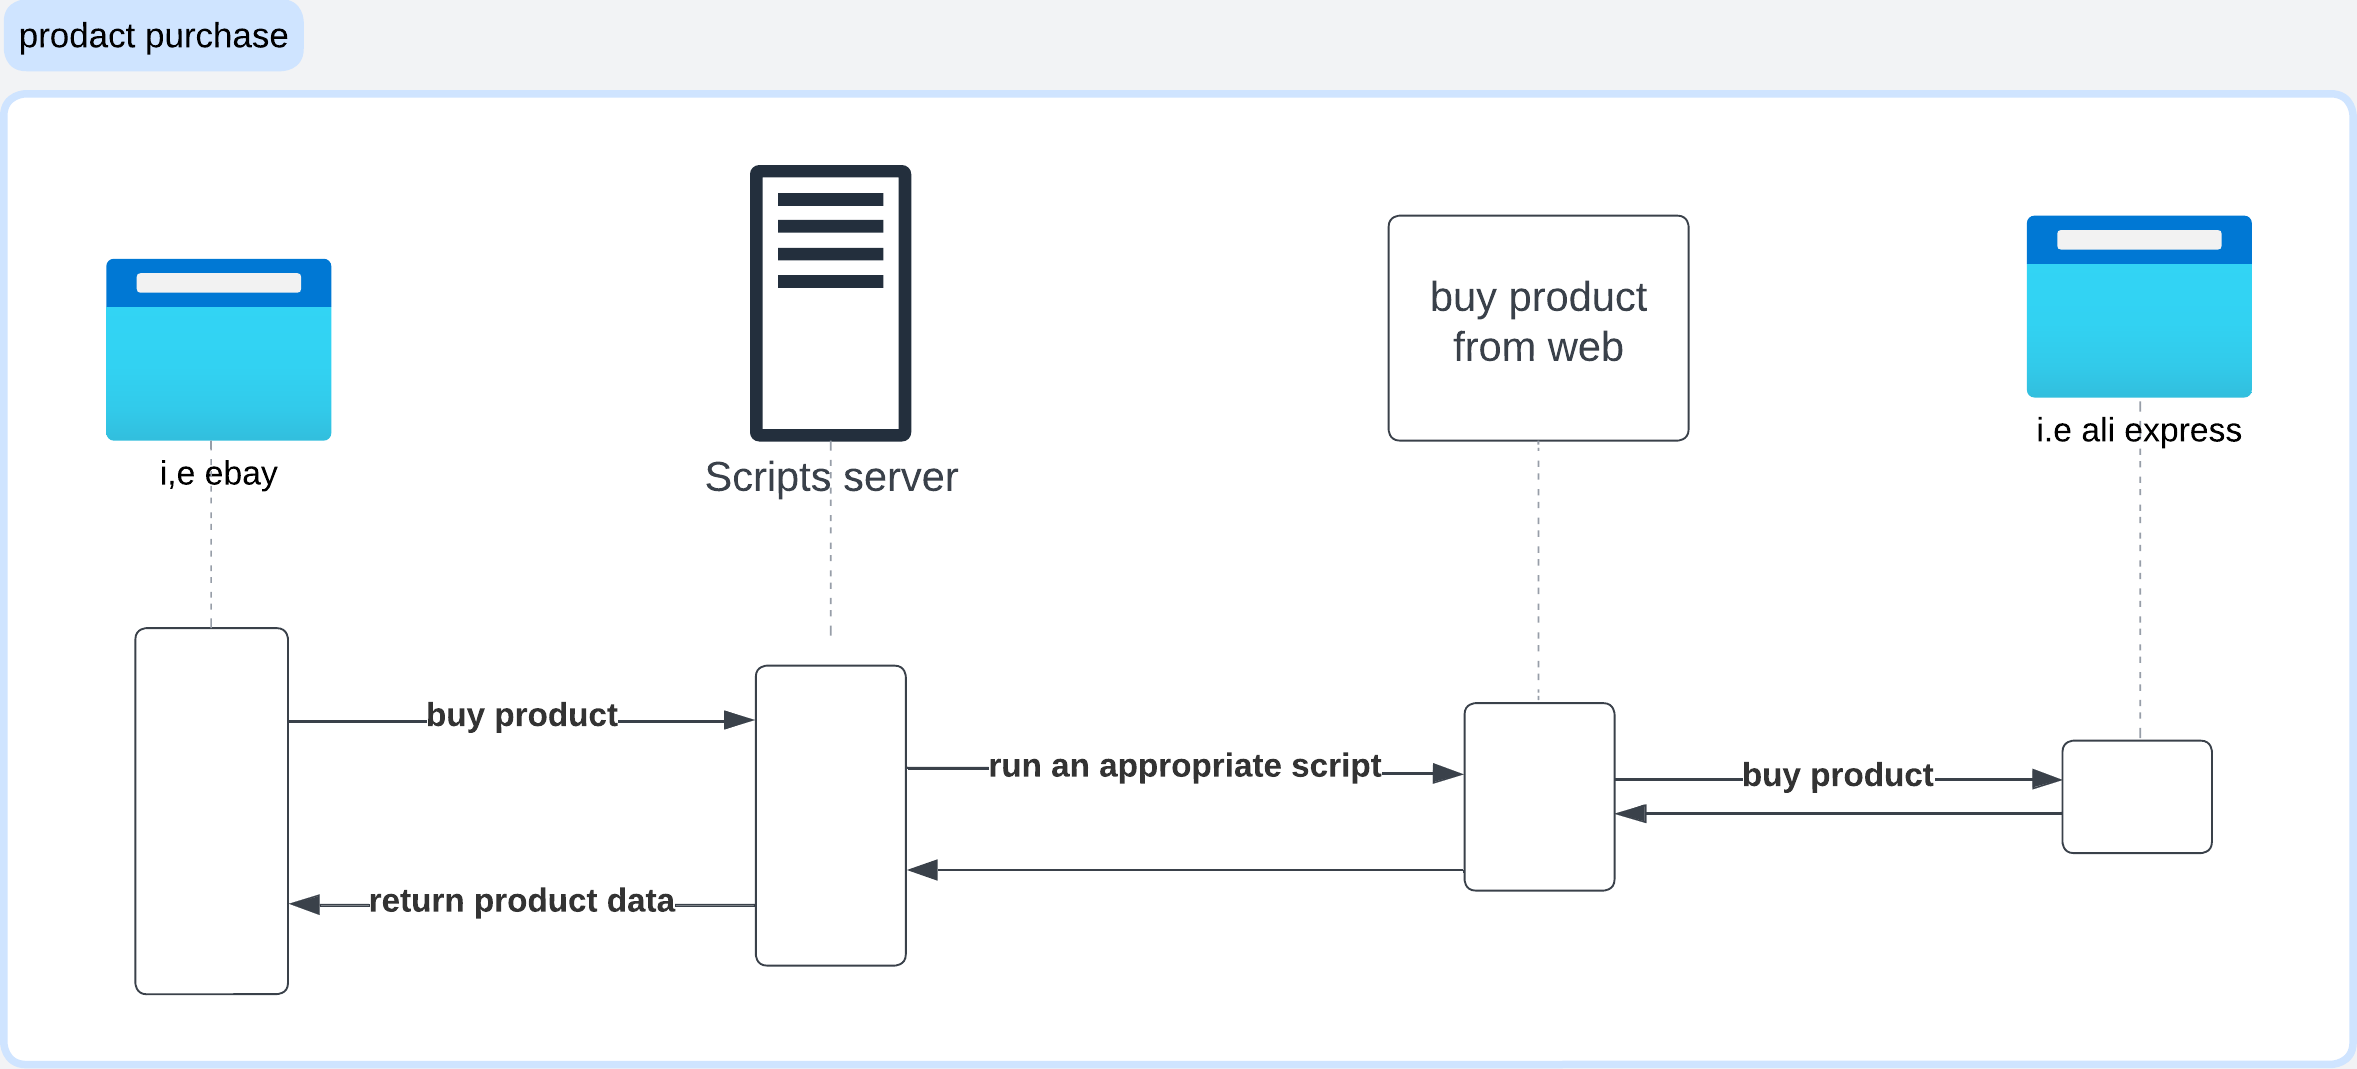 prodact purchase
buy product
from web
i.e ali express
i,e ebay
Scripts server
buy product
run an appropriate script
buy product
return product data